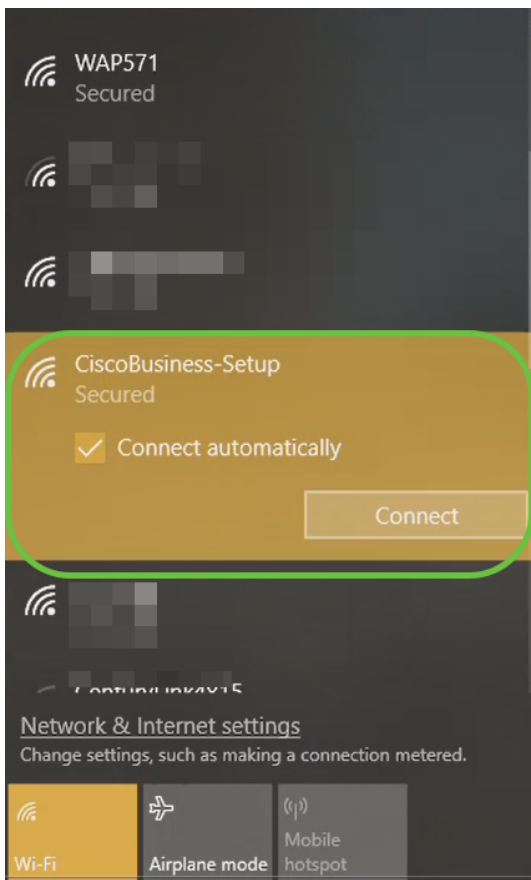 WAP571
Secured
CiscoBusiness-Setup
Secured
Connect automatically
Connect
Network & Internet settings
Change settings, such as making a connection metered.
Wi-Fi
Airplane mode
Mobile
hotspot